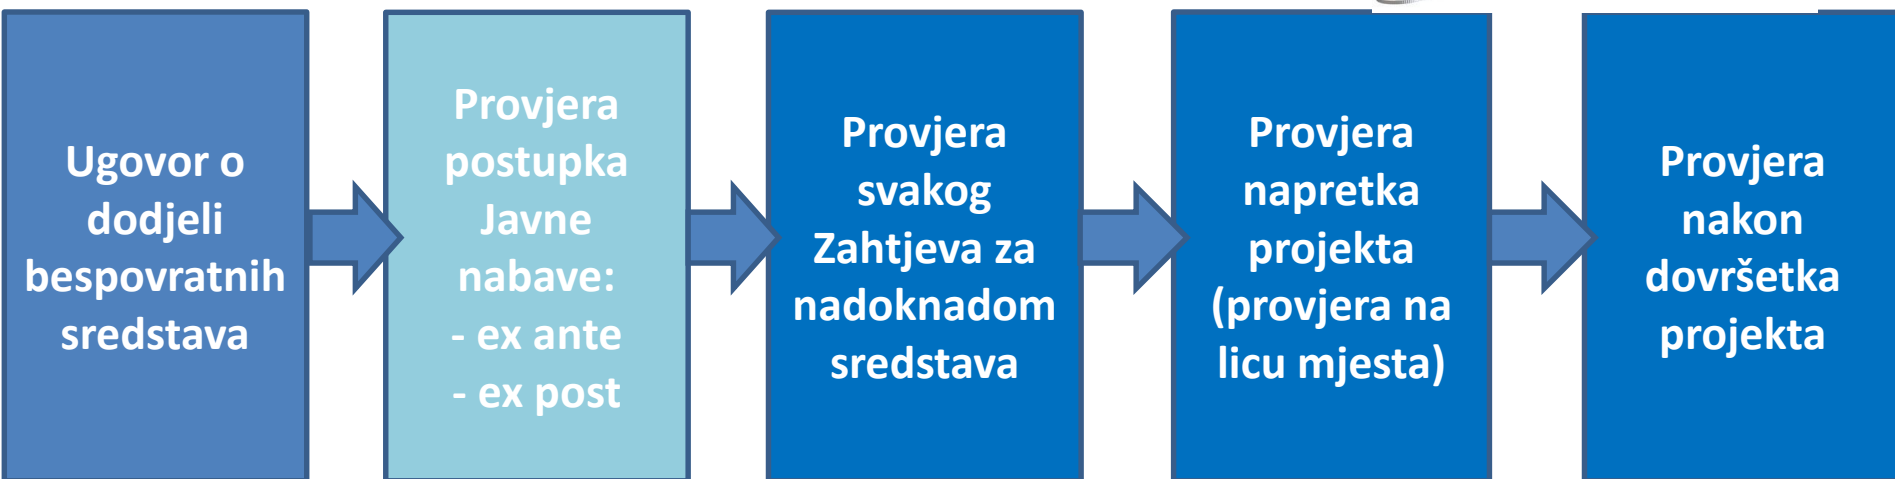 Ugovor o
dodjeli
bespovratnih
sredstava
Provjera
postupka
Javne
nabave:
- ex ante
- ex post
Provjera
svakog
Zahtjeva za
nadoknadom
sredstava
Provjera
napretka
projekta
(provjera na
licu mjesta)
Provjera
nakon
dovršetka
projekta